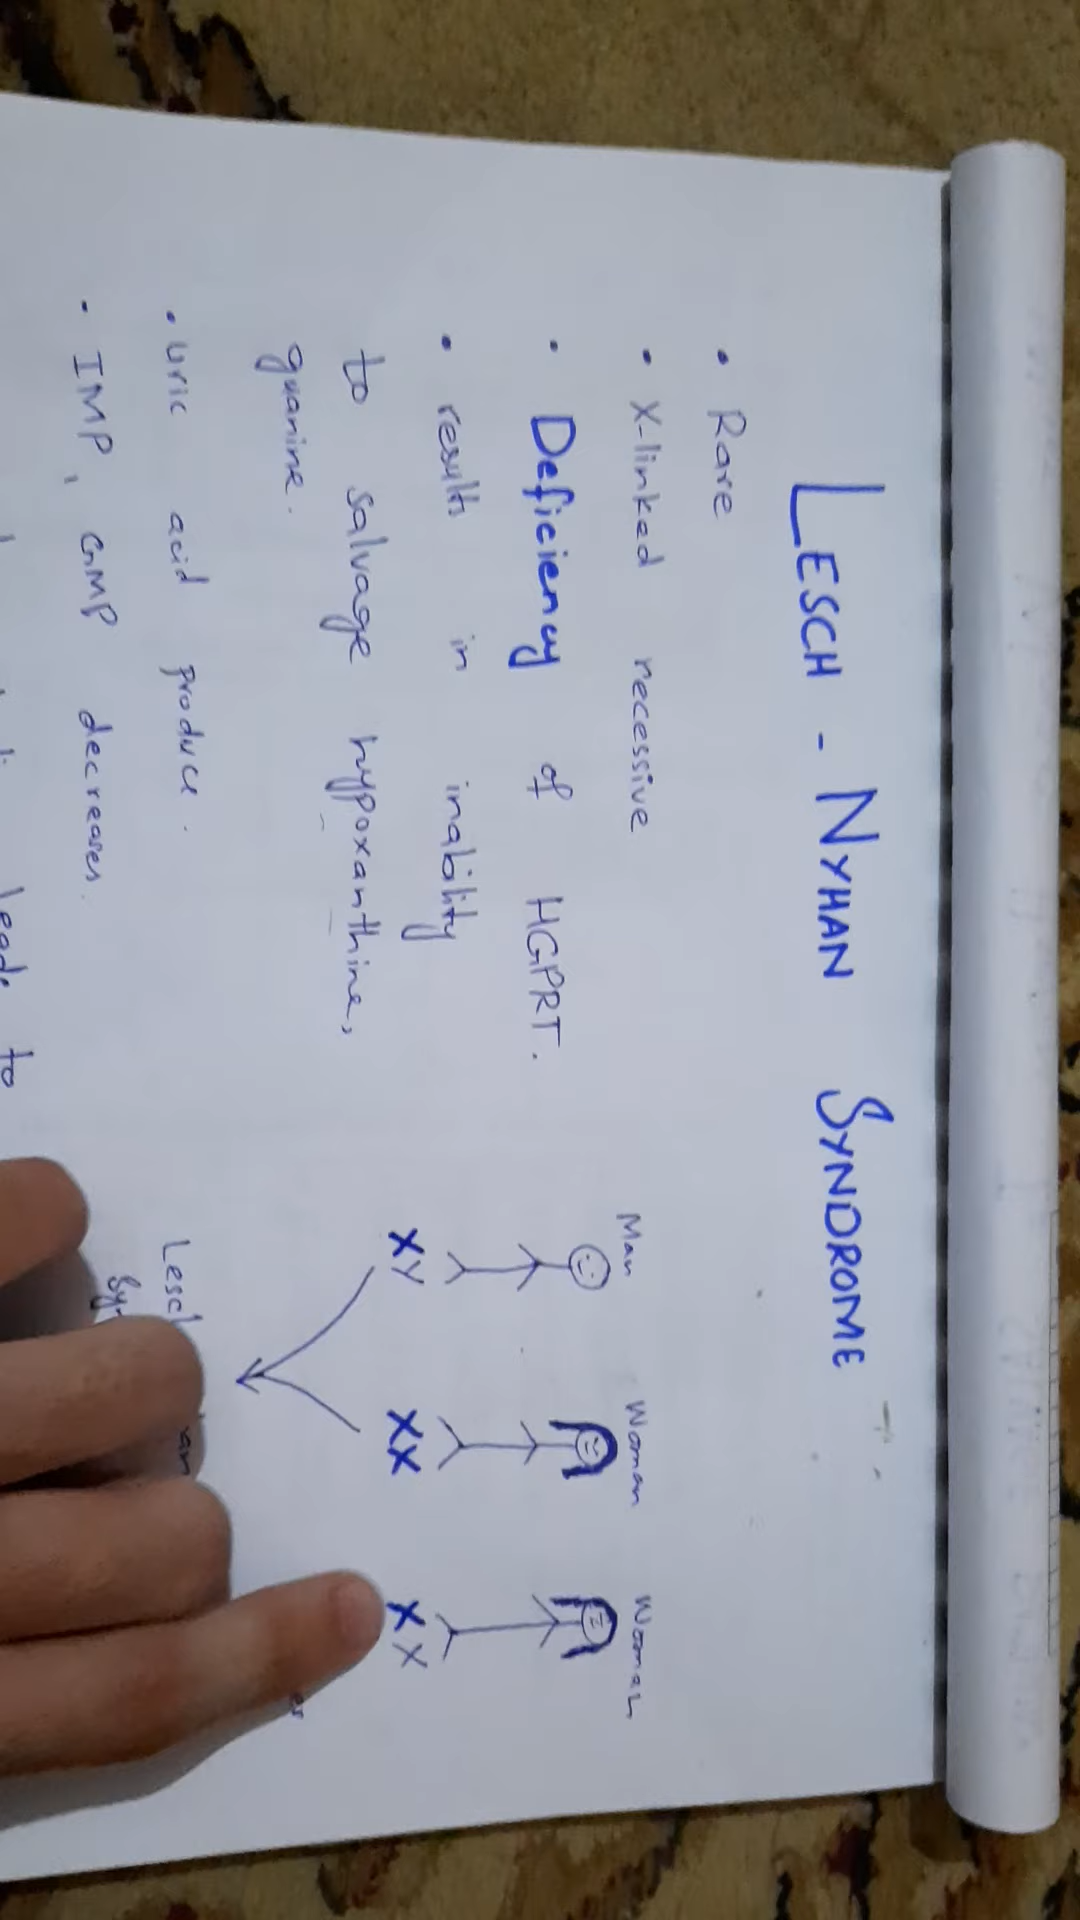 LESCH - NYHAN SYNDROME
• Rare
• X-linked recessive
• Deficiency of HGPRT.
• results in inability
to salvage hypoxanthine,
guanine.
• uric acid produce.
• IMP, GMP decreases.
to
Man
XY
Woman
XX
Woman
XX